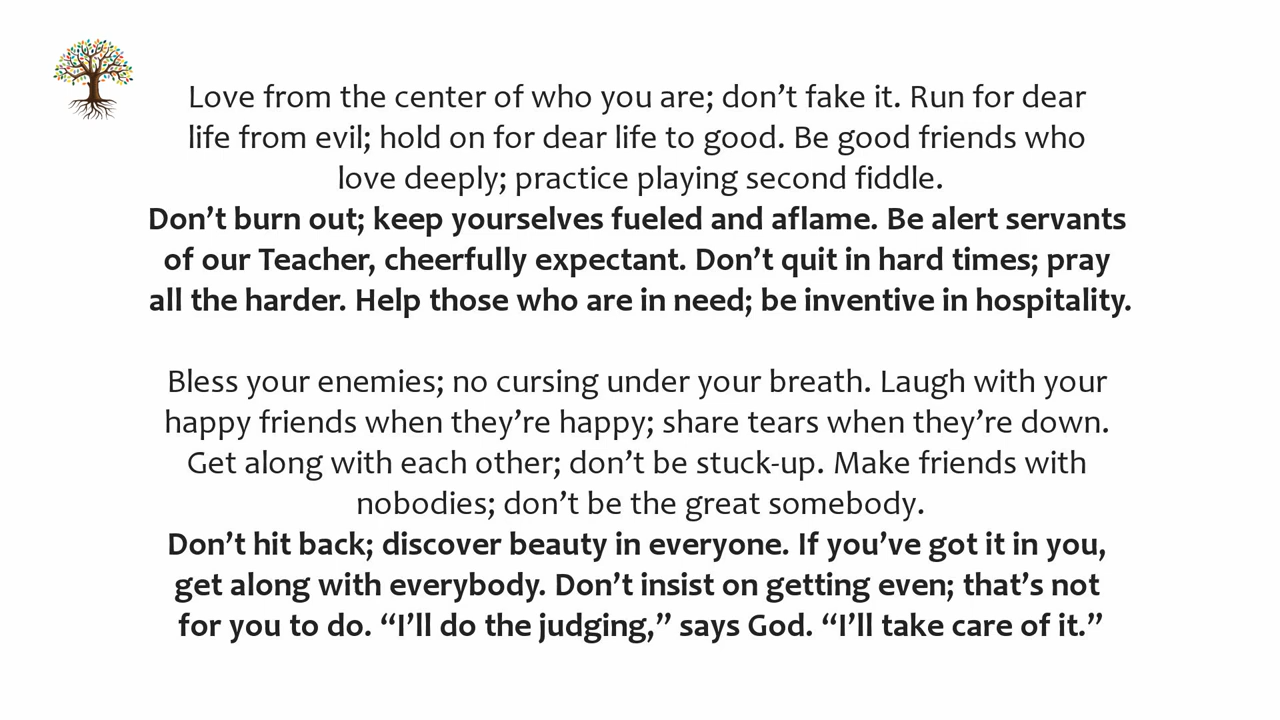 Love from the center of who you are; don’t fake it. Run for dear
life from evil; hold on for dear life to good. Be good friends who
love deeply; practice playing second fiddle.
Don’t burn out; keep yourselves fueled and aflame. Be alert servants
of our Teacher, cheerfully expectant. Don’t quit in hard times; pray
all the harder. Help those who are in need; be inventive in hospitality.
Bless your enemies; no cursing under your breath. Laugh with your
happy friends when they’re happy; share tears when they’re down.
Get along with each other; don’t be stuck-up. Make friends with
nobodies; don’t be the great somebody.
Don’t hit back; discover beauty in everyone. If you’ve got it in you,
get along with everybody. Don’t insist on getting even; that’s not
for you to do. “I’ll do the judging,” says God. “I’ll take care of it.”